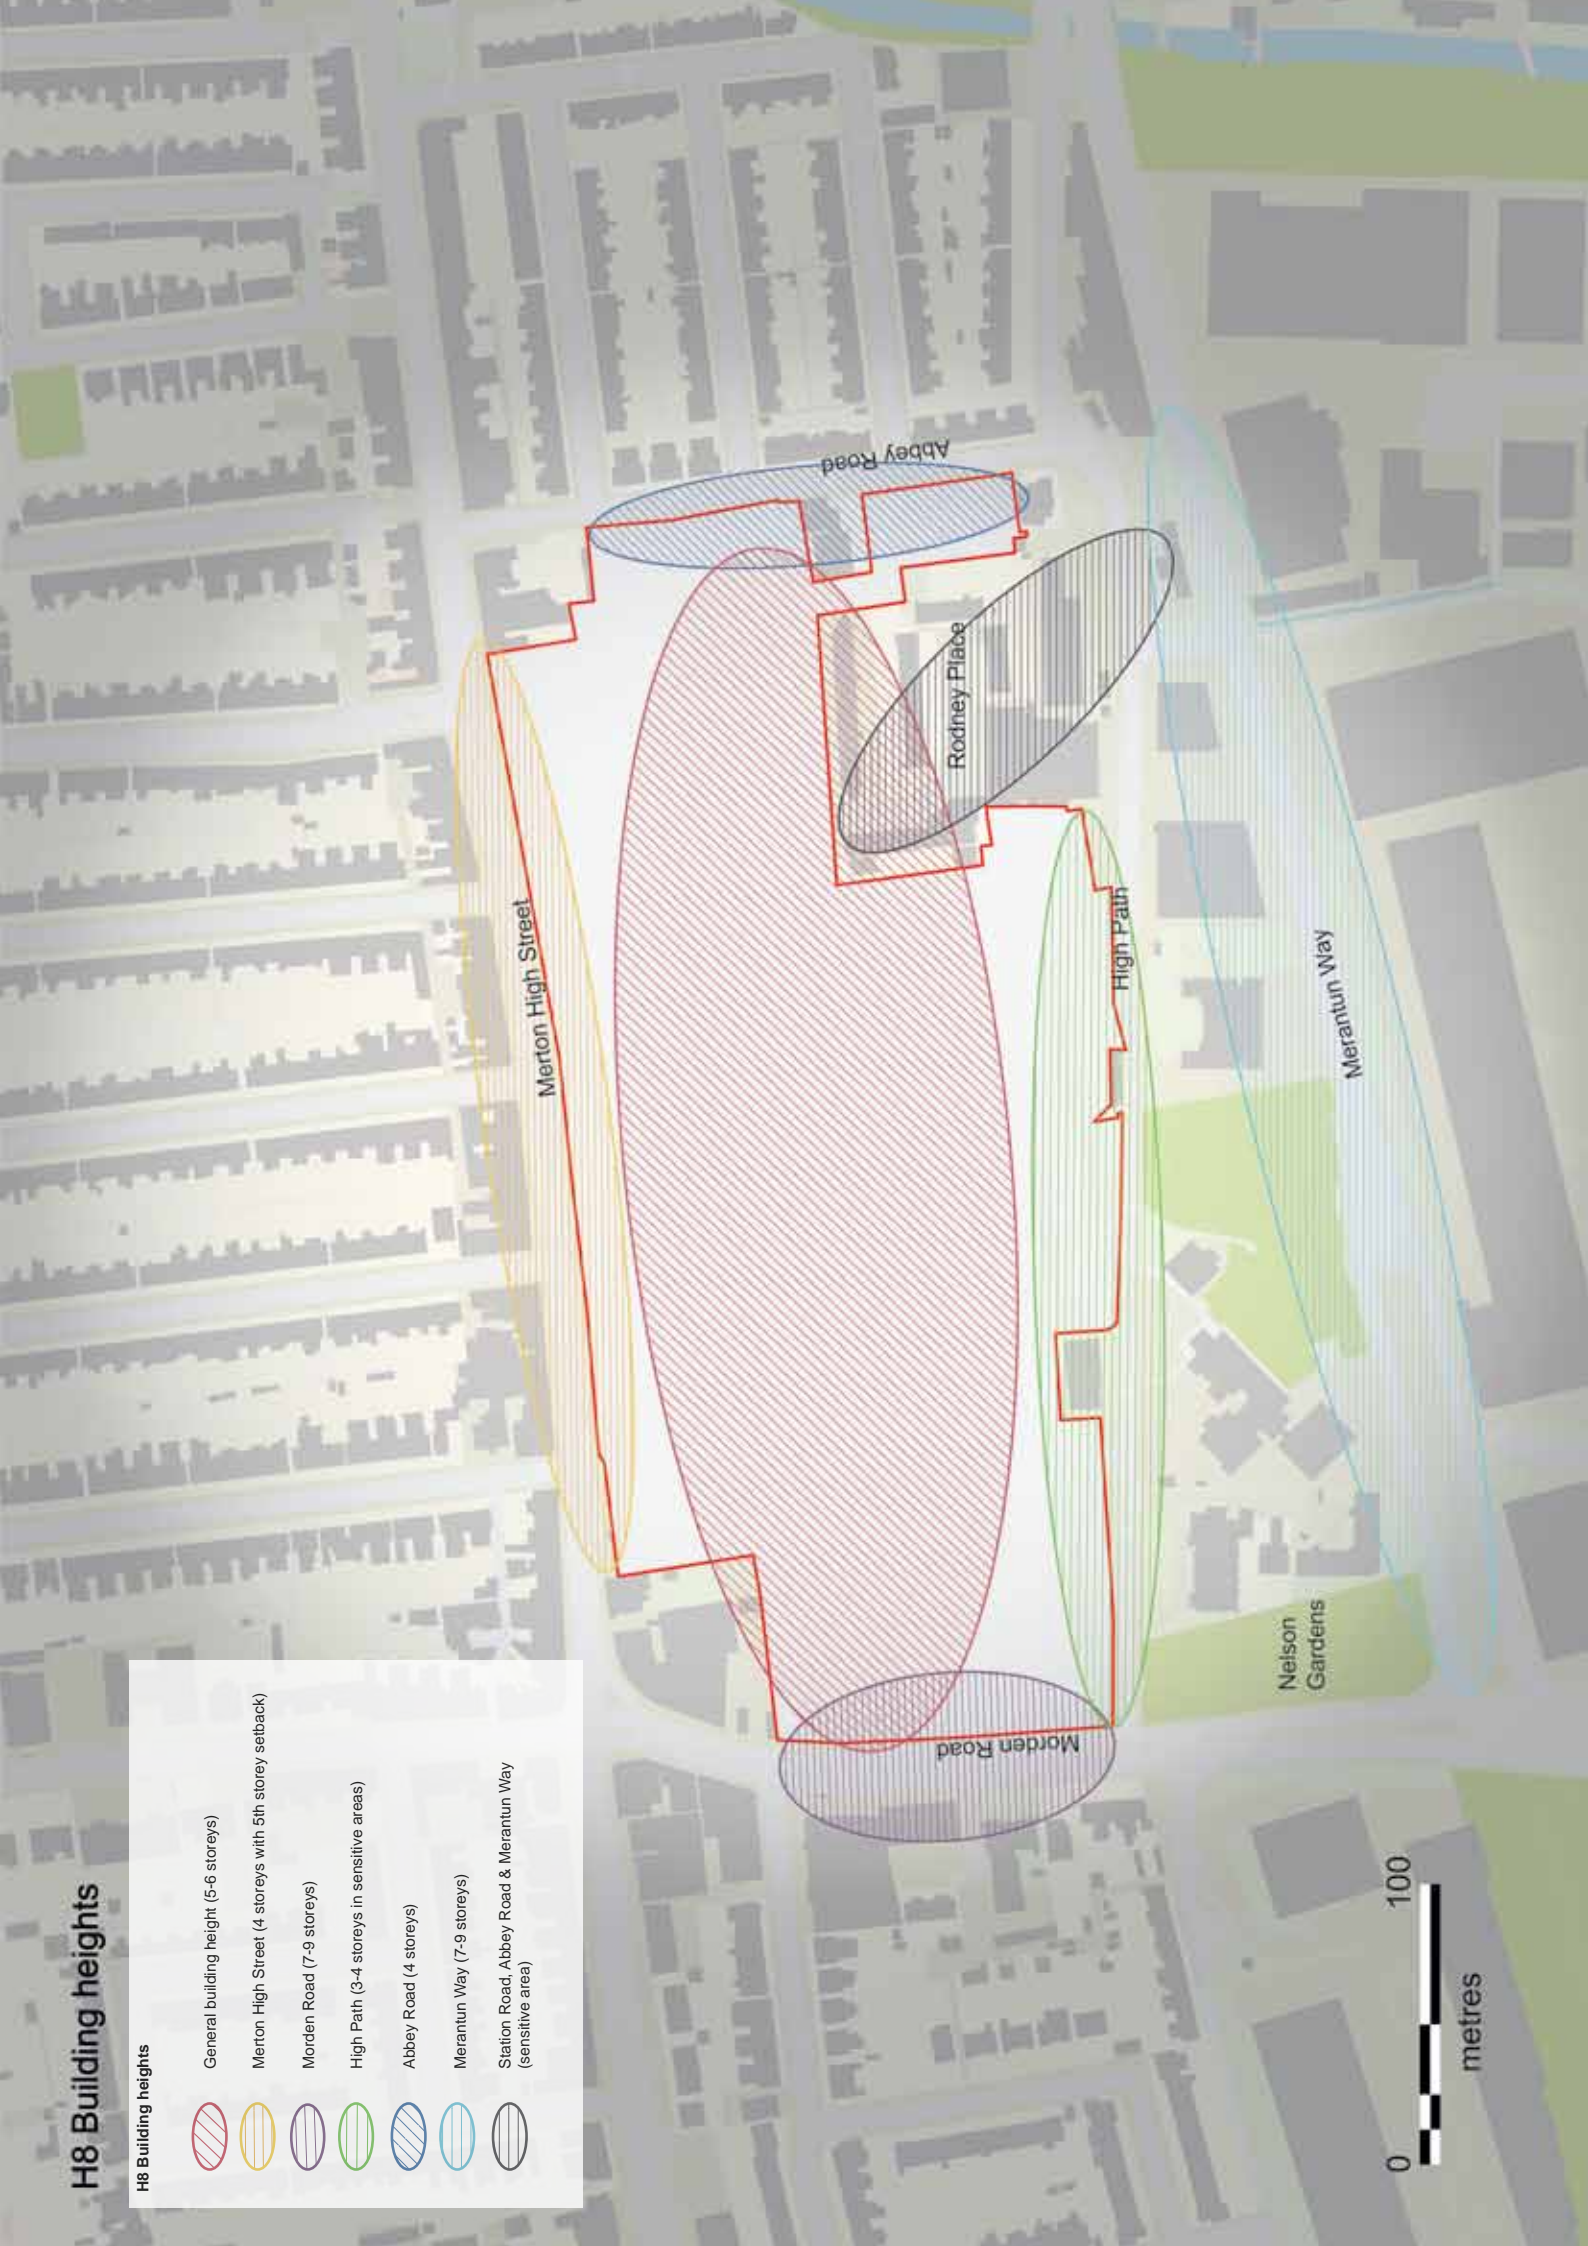 H8 Building heights
H8 Building heights
General building height (5-6 storeys)
Merton High Street (4 storeys with 5th storey setback)
Morden Road (7-9 storeys)
High Path (3-4 storeys in sensitive areas)
Abbey Road (4 storeys)
Merantun Way (7-9 storeys)
Station Road, Abbey Road & Merantun Way
(sensitive area)
Merton High Street
Abbey Road
Rodney Place
High Path
Morden Road
Merantun Way
Nelson
Gardens
0
100
metres